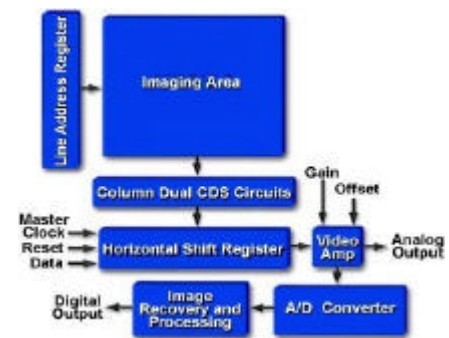 Line Address Register
Imaging Area
Column Dual CDS Circuits
Gain
Offset
Master
Clock
Reset
Data
Horizontal Shift Register
Video
Amp
Analog
Output
Digital
Output
Image
Recovery and
Processing
A/D Converter